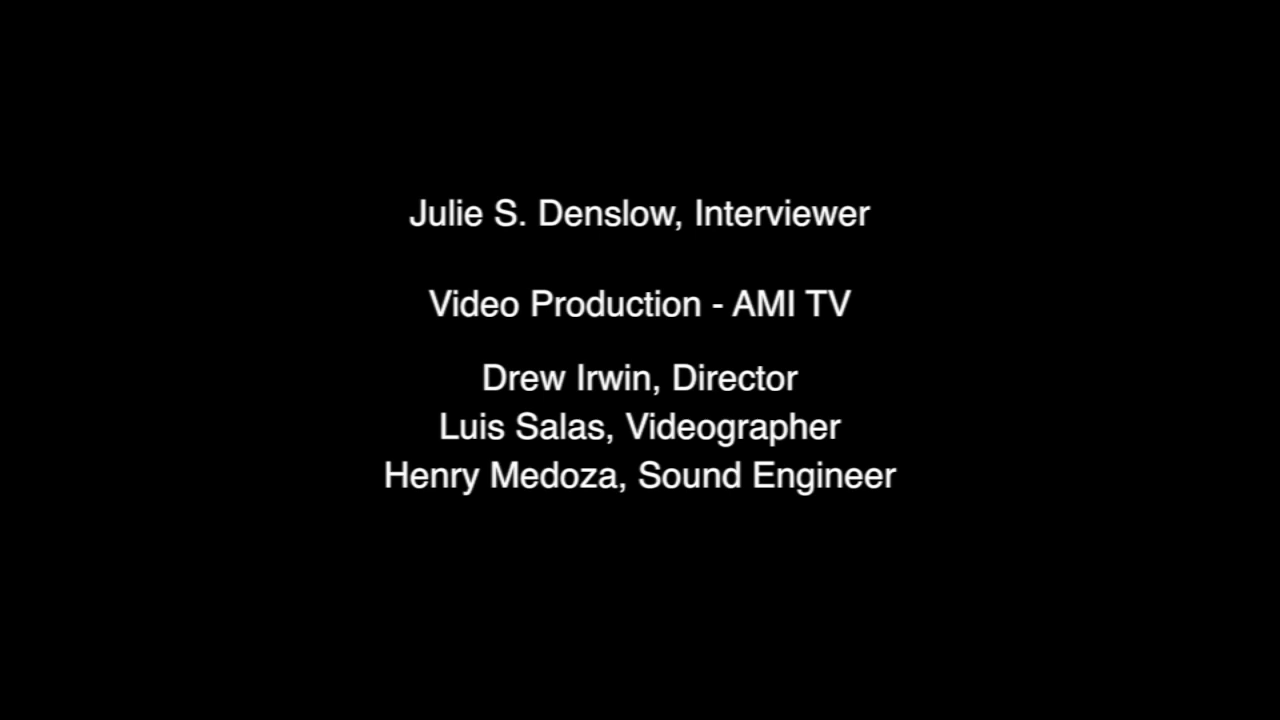 Julie S. Denslow, Interviewer
Video Production - AMI TV
Drew Irwin, Director
Luis Salas, Videographer
Henry Medoza, Sound Engineer